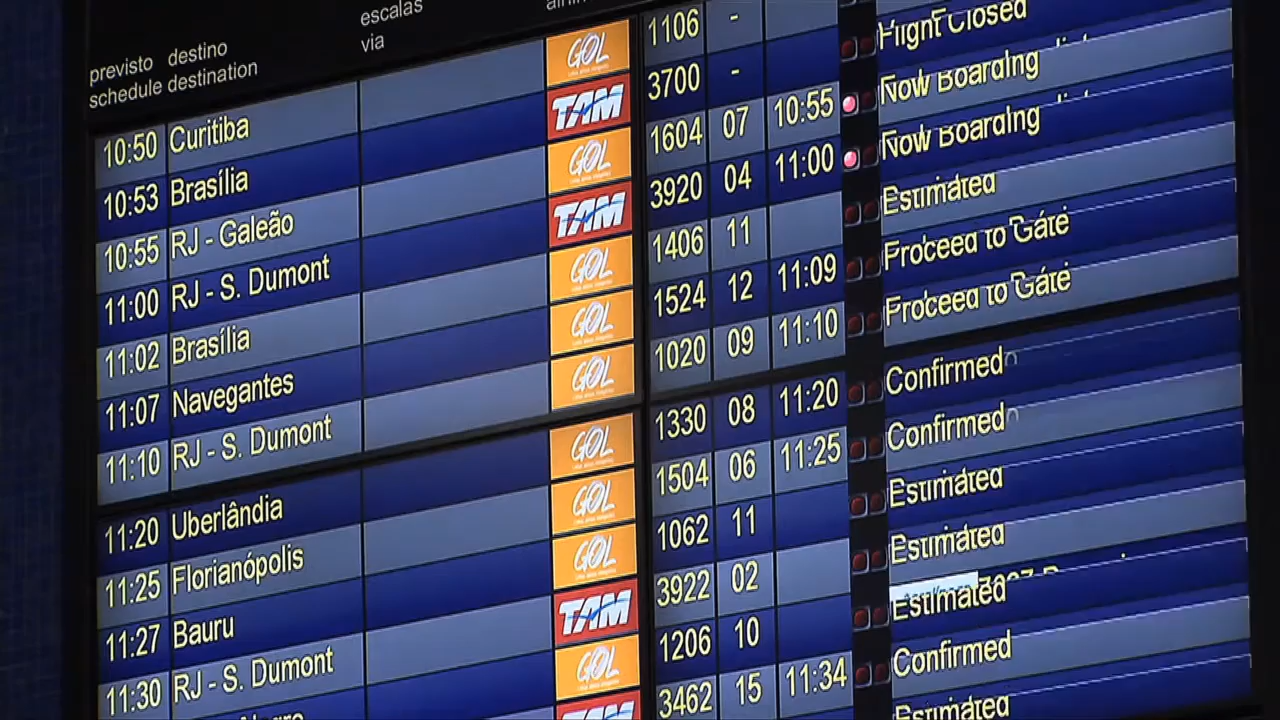 escalas
via
previsto destino
schedule destination
10:50 Curitiba GOL 1106 -
10:53 Brasília TAM 3700 - Flight Closed
10:55 RJ - Galeão GOL 1604 07 10:55 Now Boarding
11:00 RJ - S. Dumont TAM 3920 04 11:00 Now Boarding
11:02 Brasília GOL 1406 11 Estimated
11:07 Navegantes GOL 1524 12 11:09 Proceed to Gate
11:10 RJ - S. Dumont GOL 1020 09 11:10 Proceed to Gate
11:20 Uberlândia GOL 1330 08 11:20 Confirmed
11:25 Florianópolis GOL 1504 06 11:25 Confirmed
11:27 Bauru GOL 1062 11 Estimated
11:30 RJ - S. Dumont TAM 3922 02 Estimated
GOL 1206 10 Estimated
TAM 3462 15 11:34 Confirmed
Estimated